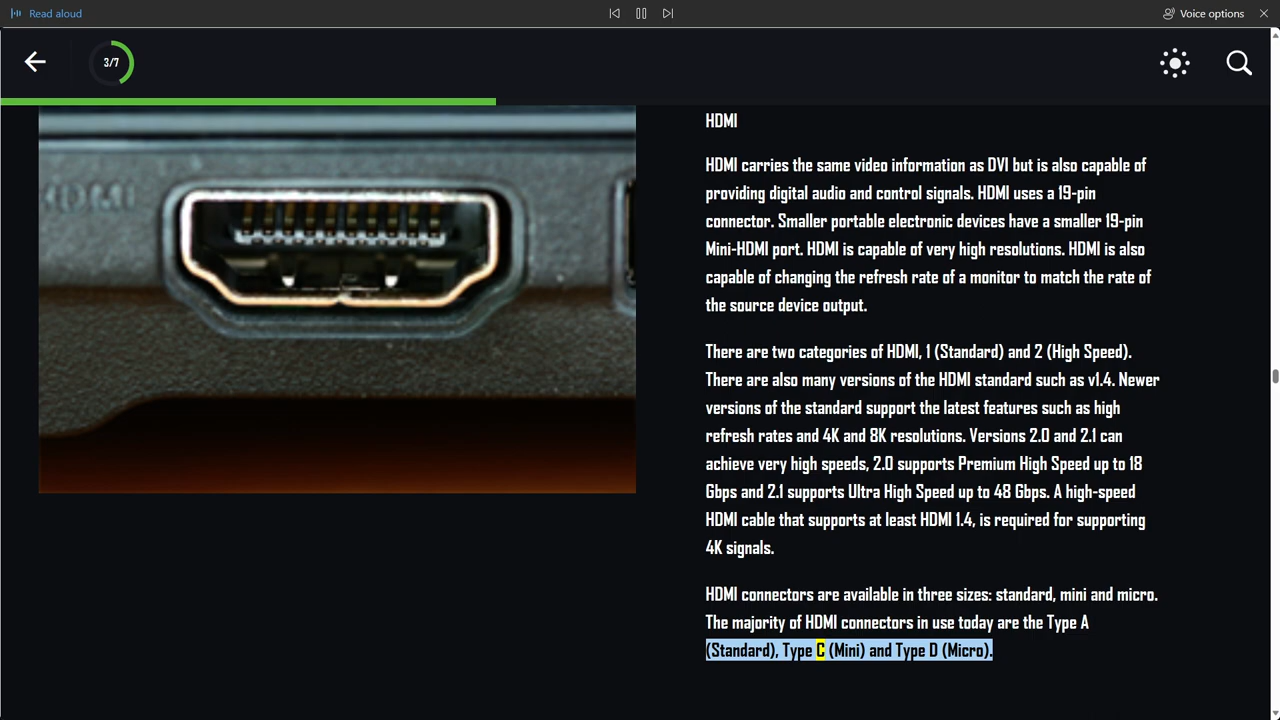 Read aloud
Voice options
3/7
HDMI
HDMI
HDMI carries the same video information as DVI but is also capable of
providing digital audio and control signals. HDMI uses a 19-pin
connector. Smaller portable electronic devices have a smaller 19-pin
Mini-HDMI port. HDMI is capable of very high resolutions. HDMI is also
capable of changing the refresh rate of a monitor to match the rate of
the source device output.
There are two categories of HDMI, 1 (Standard) and 2 (High Speed).
There are also many versions of the HDMI standard such as v1.4. Newer
versions of the standard support the latest features such as high
refresh rates and 4K and 8K resolutions. Versions 2.0 and 2.1 can
achieve very high speeds, 2.0 supports Premium High Speed up to 18
Gbps and 2.1 supports Ultra High Speed up to 48 Gbps. A high-speed
HDMI cable that supports at least HDMI 1.4, is required for supporting
4K signals.
HDMI connectors are available in three sizes: standard, mini and micro.
The majority of HDMI connectors in use today are the Type A
(Standard), Type C (Mini) and Type D (Micro).